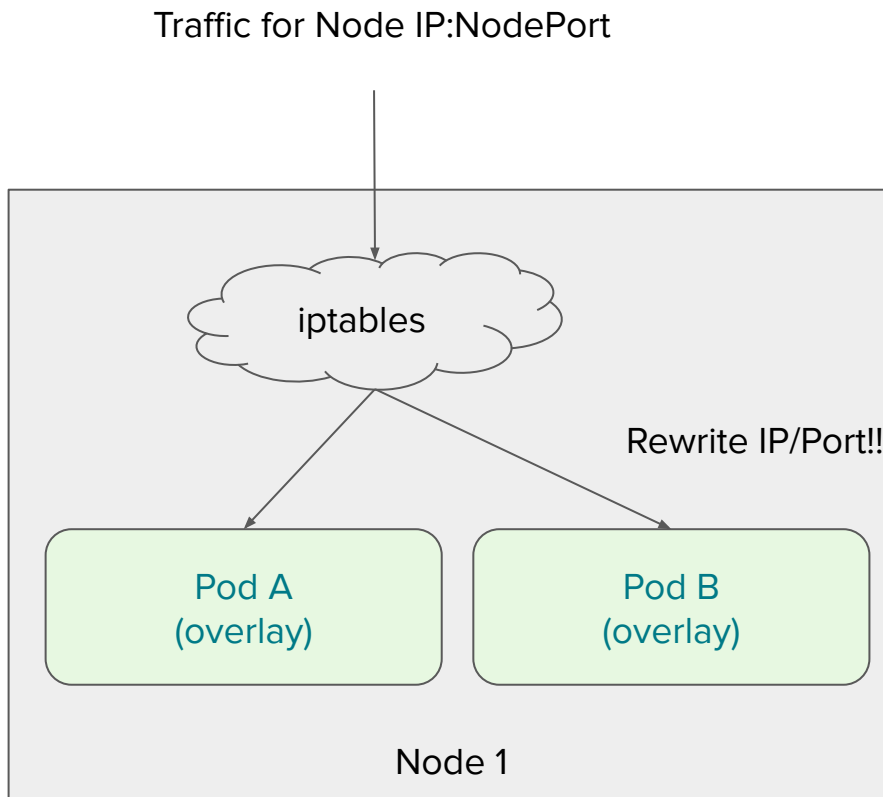 Traffic for Node IP:NodePort
iptables
Rewrite IP/Port!!
Pod A
(overlay)
Pod B
(overlay)
Node 1